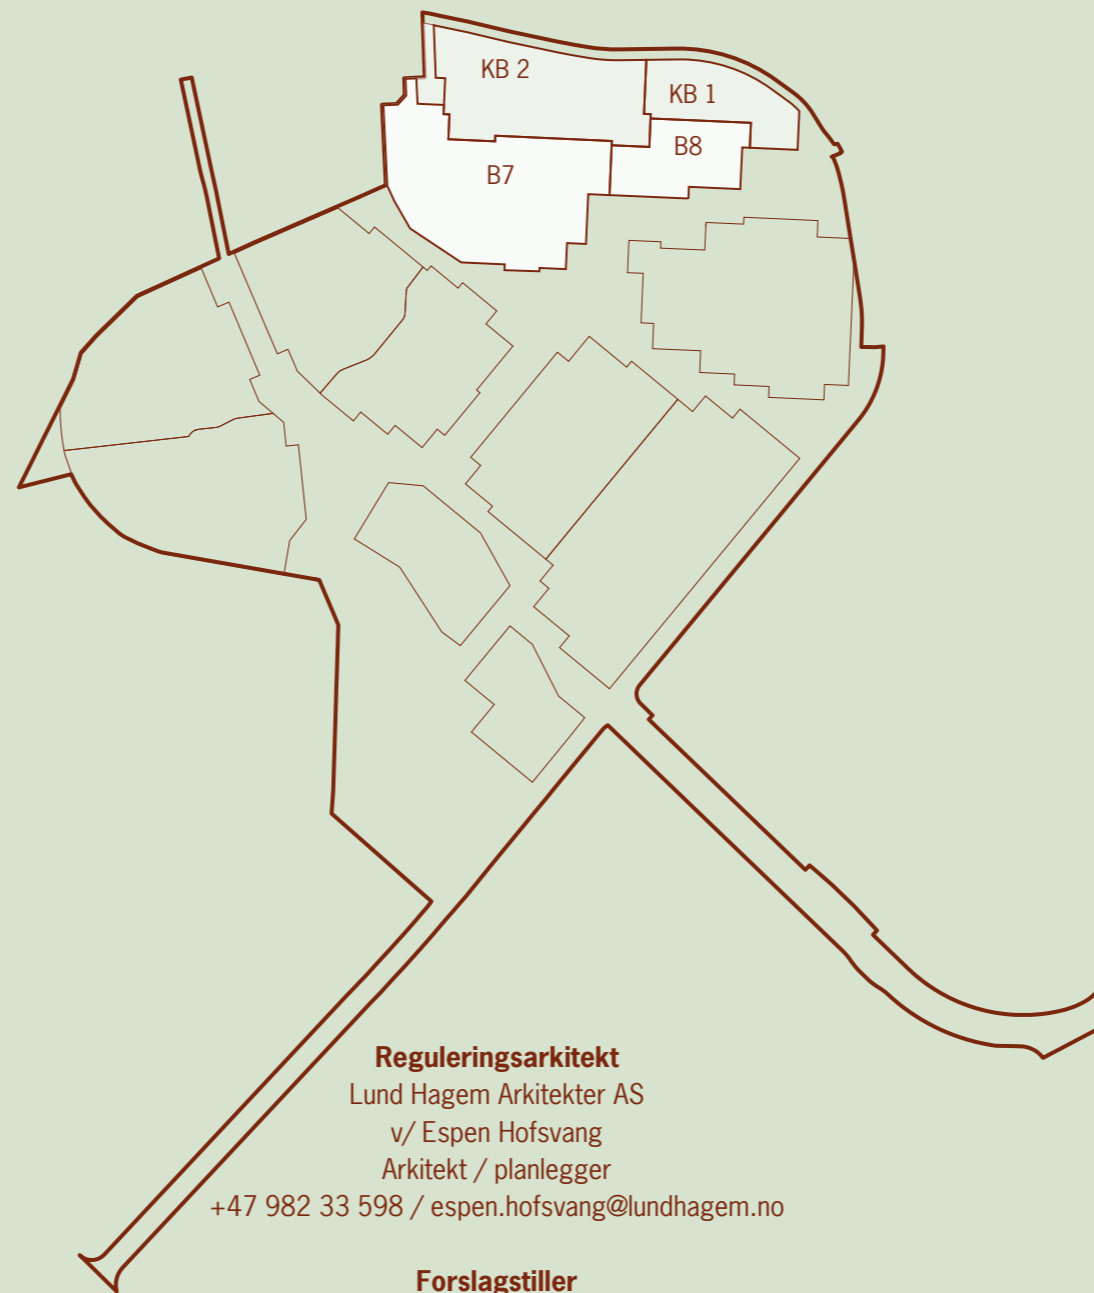 KB 2
KB 1
B8
B7
Reguleringsarkitekt
Lund Hagem Arkitekter AS
v/ Espen Hofsvang
Arkitekt / planlegger
+47 982 33 598 / espen.hofsvang@lundhagem.no
Forslagstiller